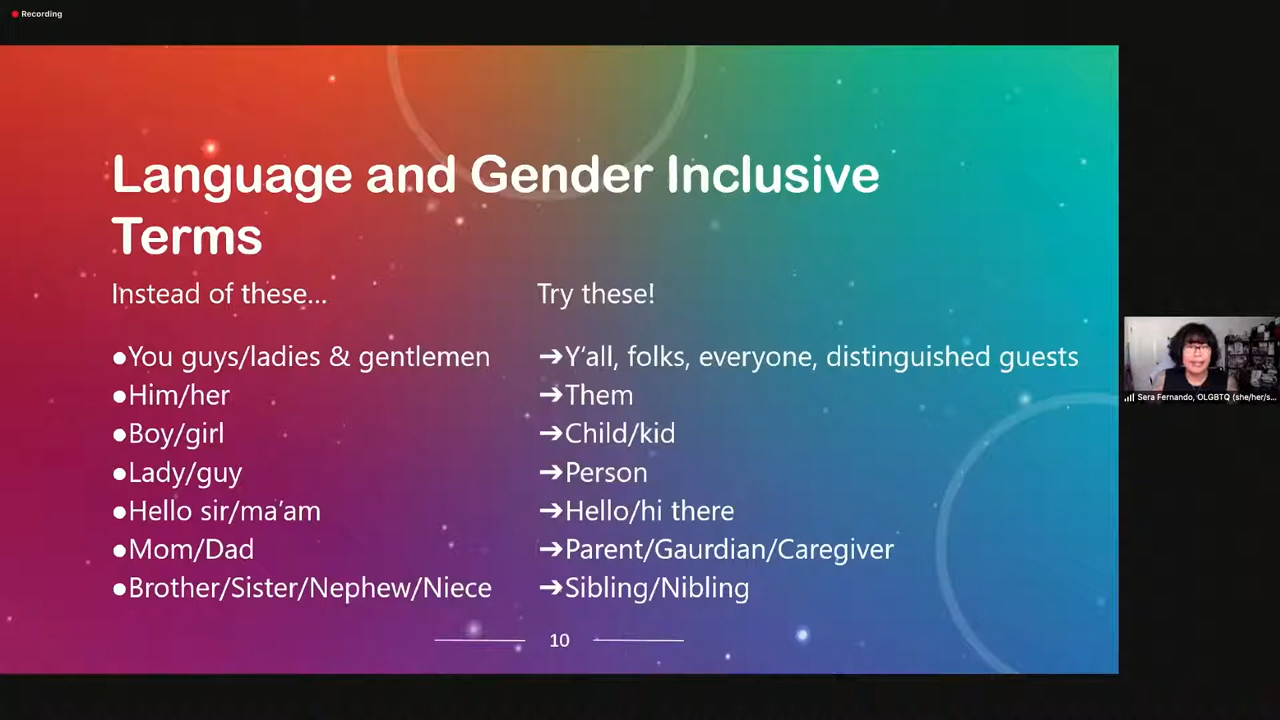 Recording
Language and Gender Inclusive
Terms
Instead of these...
Try these!
●You guys/ladies & gentlemen
➔Y'all, folks, everyone, distinguished guests
●Him/her
➔Them
●Boy/girl
➔Child/kid
●Lady/guy
➔Person
●Hello sir/ma'am
➔Hello/hi there
●Mom/Dad
➔Parent/Gaurdian/Caregiver
●Brother/Sister/Nephew/Niece
➔Sibling/Nibling
10
Sera Fernando, OLGBTQ (she/her/s...